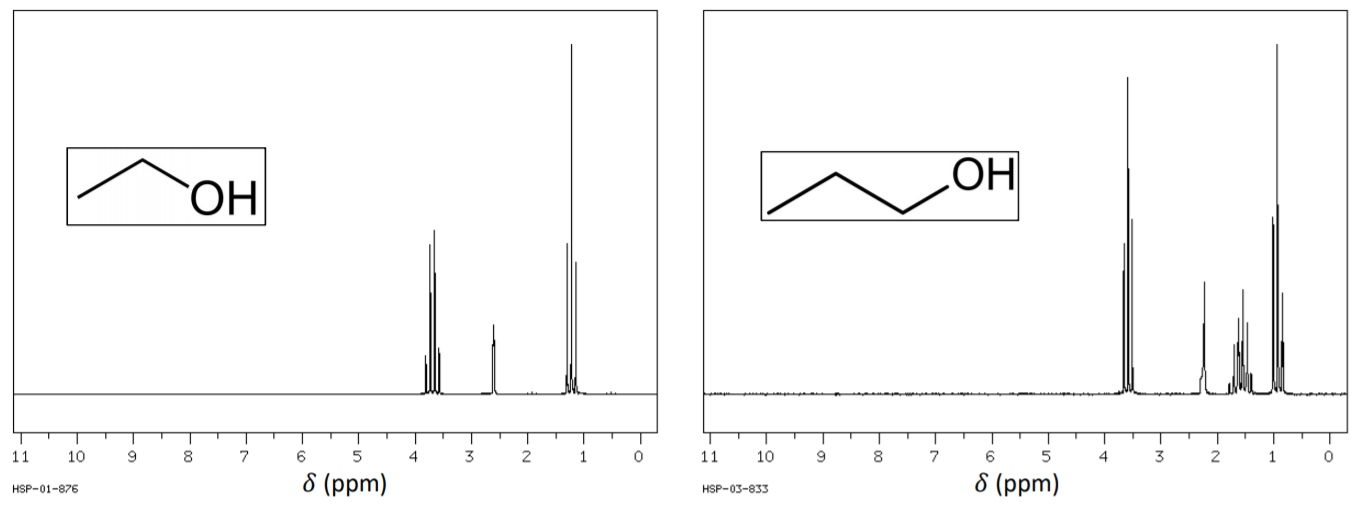 OH
11 10 9 8 7 6 5 4 3 2 1 0
δ (ppm)
HSP-01-876
OH
11 10 9 8 7 6 5 4 3 2 1 0
δ (ppm)
HSP-03-833